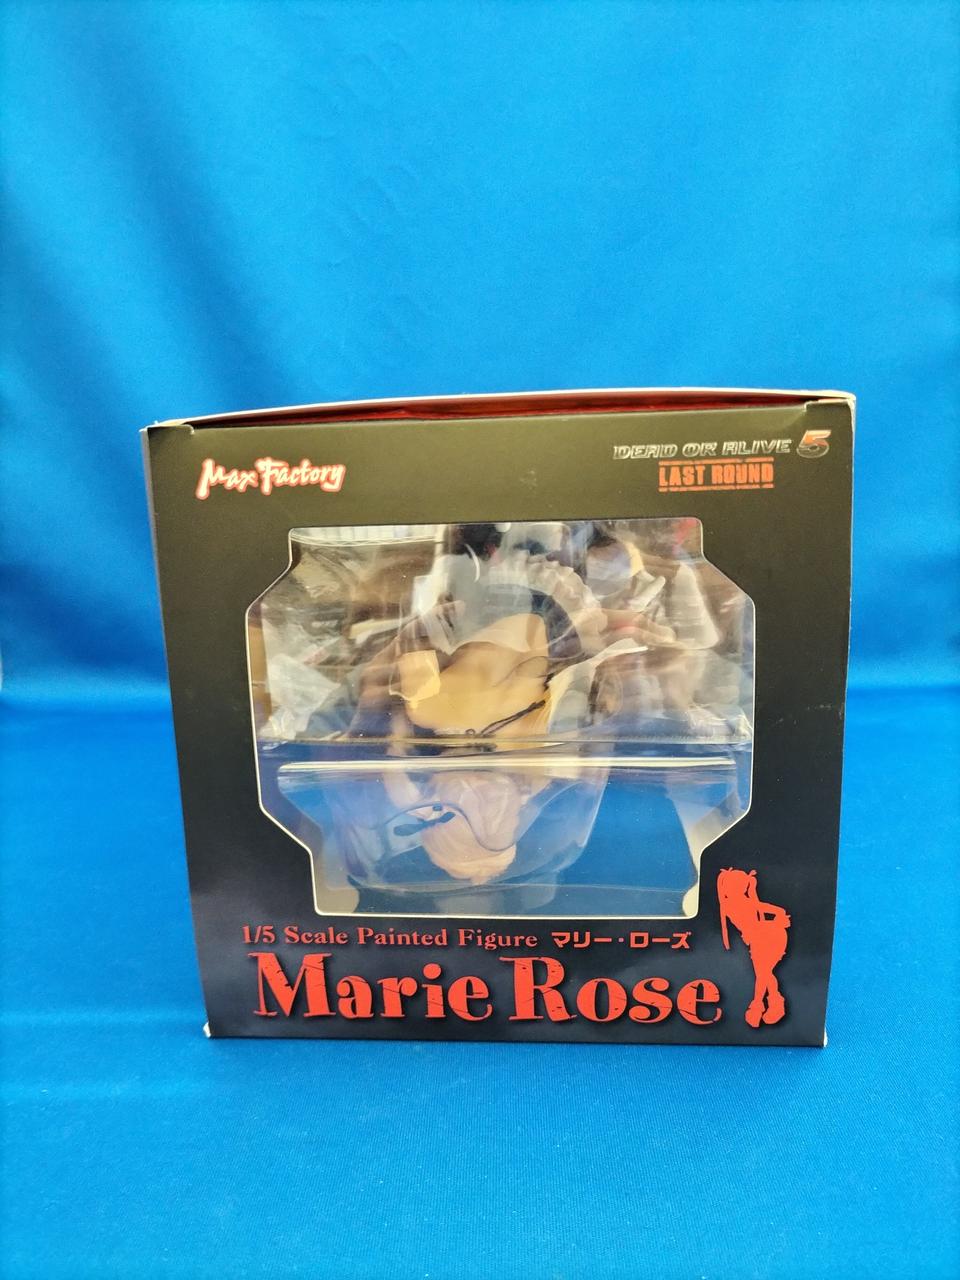 Max Factory
DEAD OR ALIVE 5
LAST ROUND
1/5 Scale Painted Figure マリー・ローズ
Marie Rose